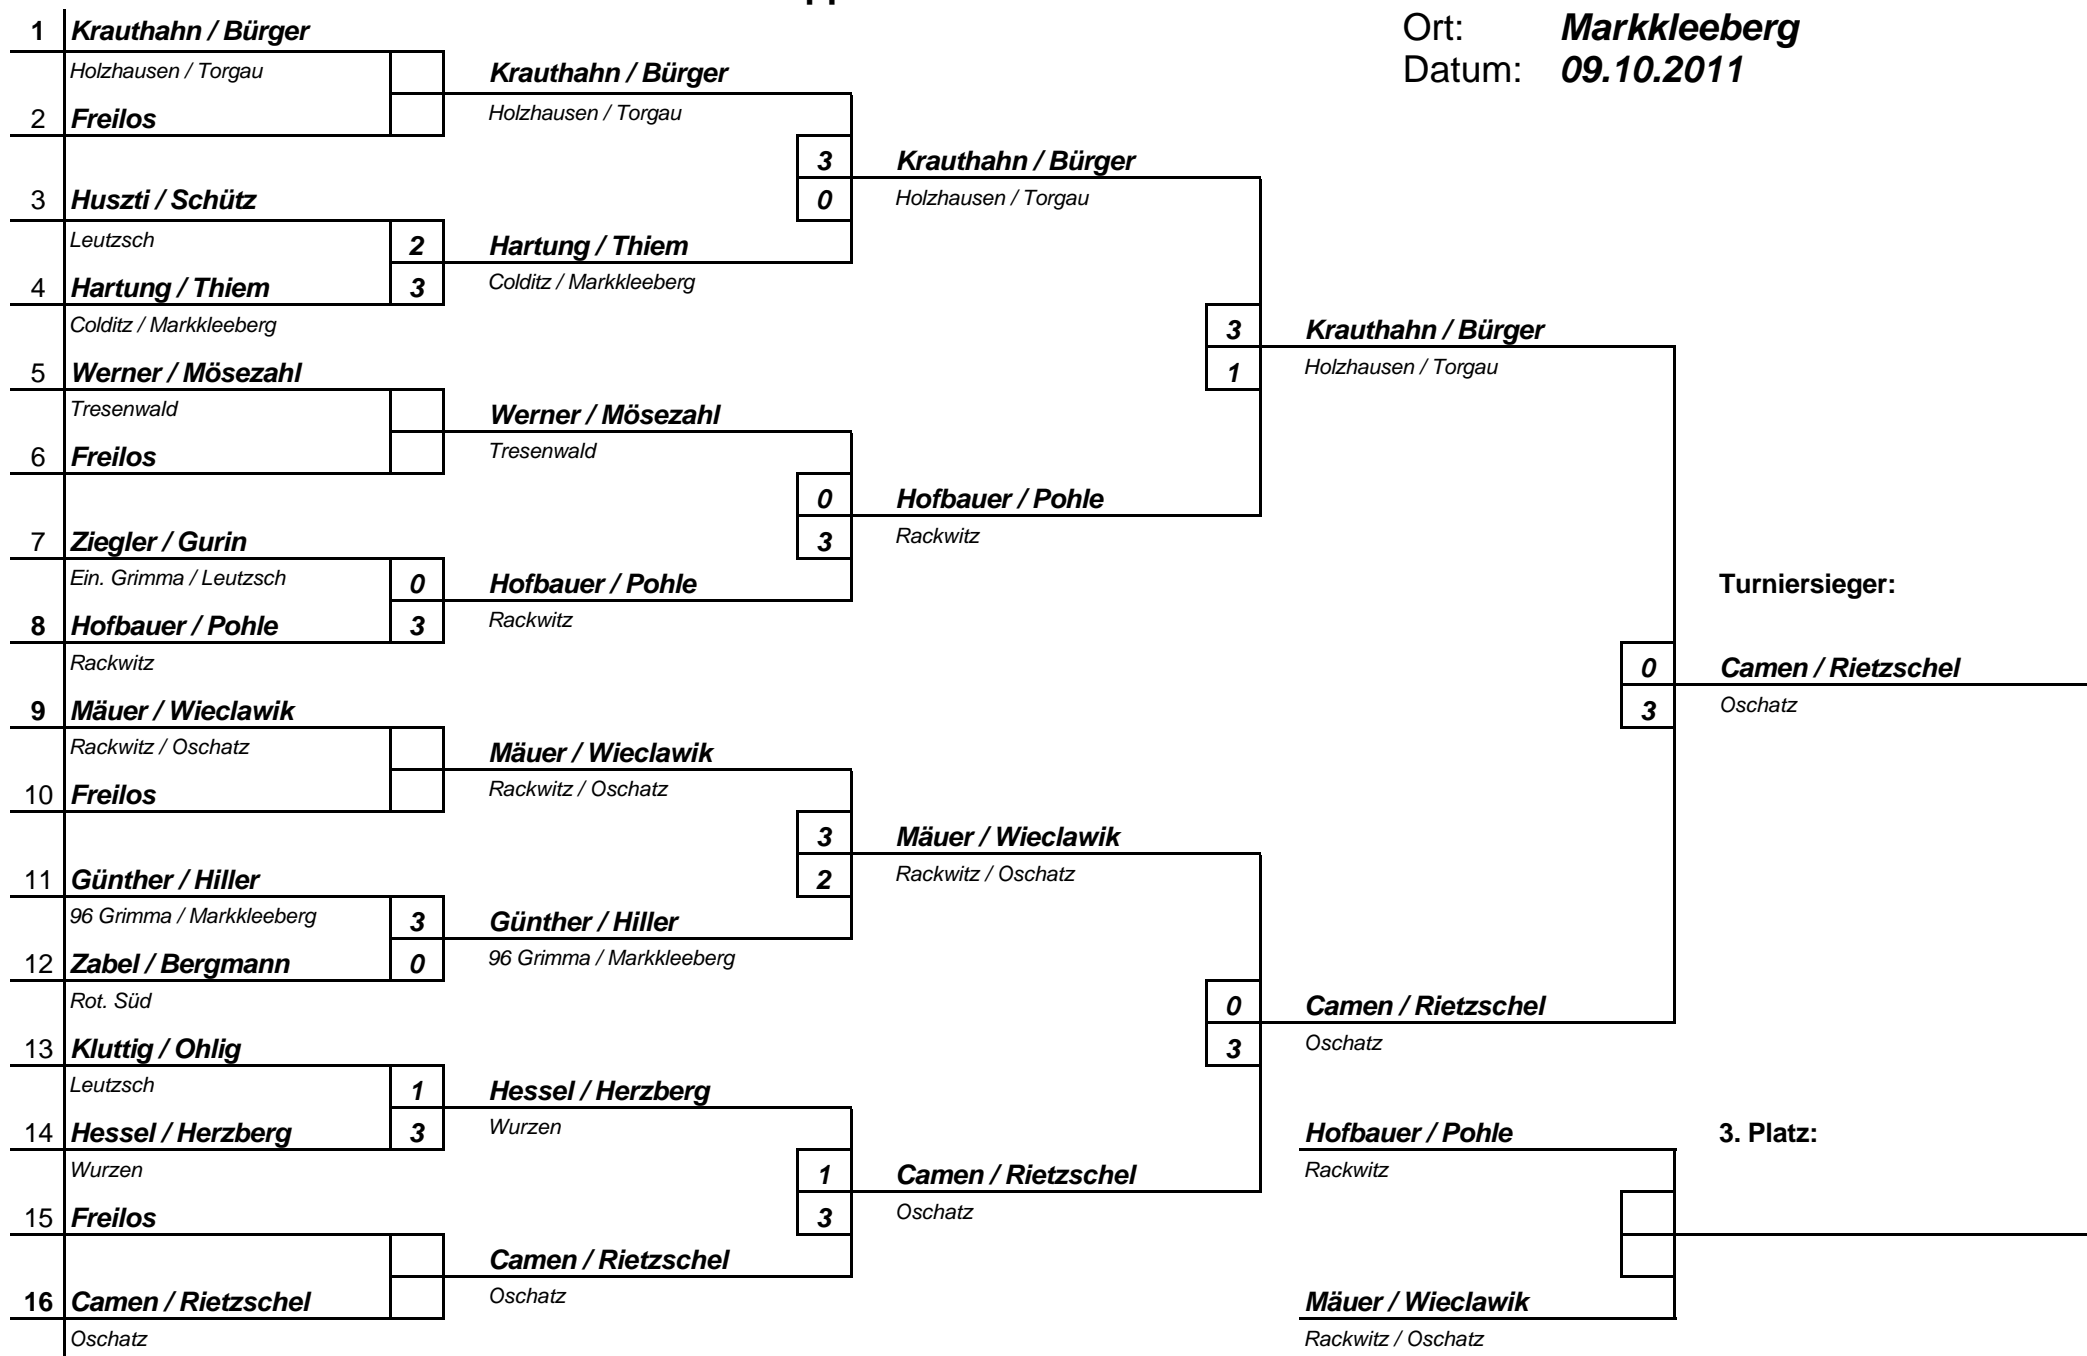 Ort: Markkleeberg
Datum: 09.10.2011
1 Krauthahn / Bürger
Holzhausen / Torgau
2 Freilos
3 Huszti / Schütz
Leutzsch 2
4 Hartung / Thiem 3
Colditz / Markkleeberg
5 Werner / Mösezahl
Tresenwald
6 Freilos
7 Ziegler / Gurin
Ein. Grimma / Leutzsch 0
8 Hofbauer / Pohle 3
Rackwitz
9 Mäuer / Wieclawik
Rackwitz / Oschatz
10 Freilos
11 Günther / Hiller
96 Grimma / Markkleeberg 3
12 Zabel / Bergmann 0
Rot. Süd
13 Kluttig / Ohlig
Leutzsch 1
14 Hessel / Herzberg 3
Wurzen
15 Freilos
16 Camen / Rietzschel
Oschatz
Krauthahn / Bürger
Holzhausen / Torgau
3
0
Hartung / Thiem
Colditz / Markkleeberg
Werner / Mösezahl
Tresenwald
0
3
Hofbauer / Pohle
Rackwitz
Mäuer / Wieclawik
Rackwitz / Oschatz
3
2
Günther / Hiller
96 Grimma / Markkleeberg
Hessel / Herzberg
Wurzen
1
3
Camen / Rietzschel
Oschatz
Krauthahn / Bürger
Holzhausen / Torgau
3
1
Hofbauer / Pohle
Rackwitz
Mäuer / Wieclawik
Rackwitz / Oschatz
0
3
Camen / Rietzschel
Oschatz
Krauthahn / Bürger
Holzhausen / Torgau
0
3
Camen / Rietzschel
Oschatz
Turniersieger:
Camen / Rietzschel
Oschatz
Hofbauer / Pohle
Rackwitz
3. Platz:
Mäuer / Wieclawik
Rackwitz / Oschatz